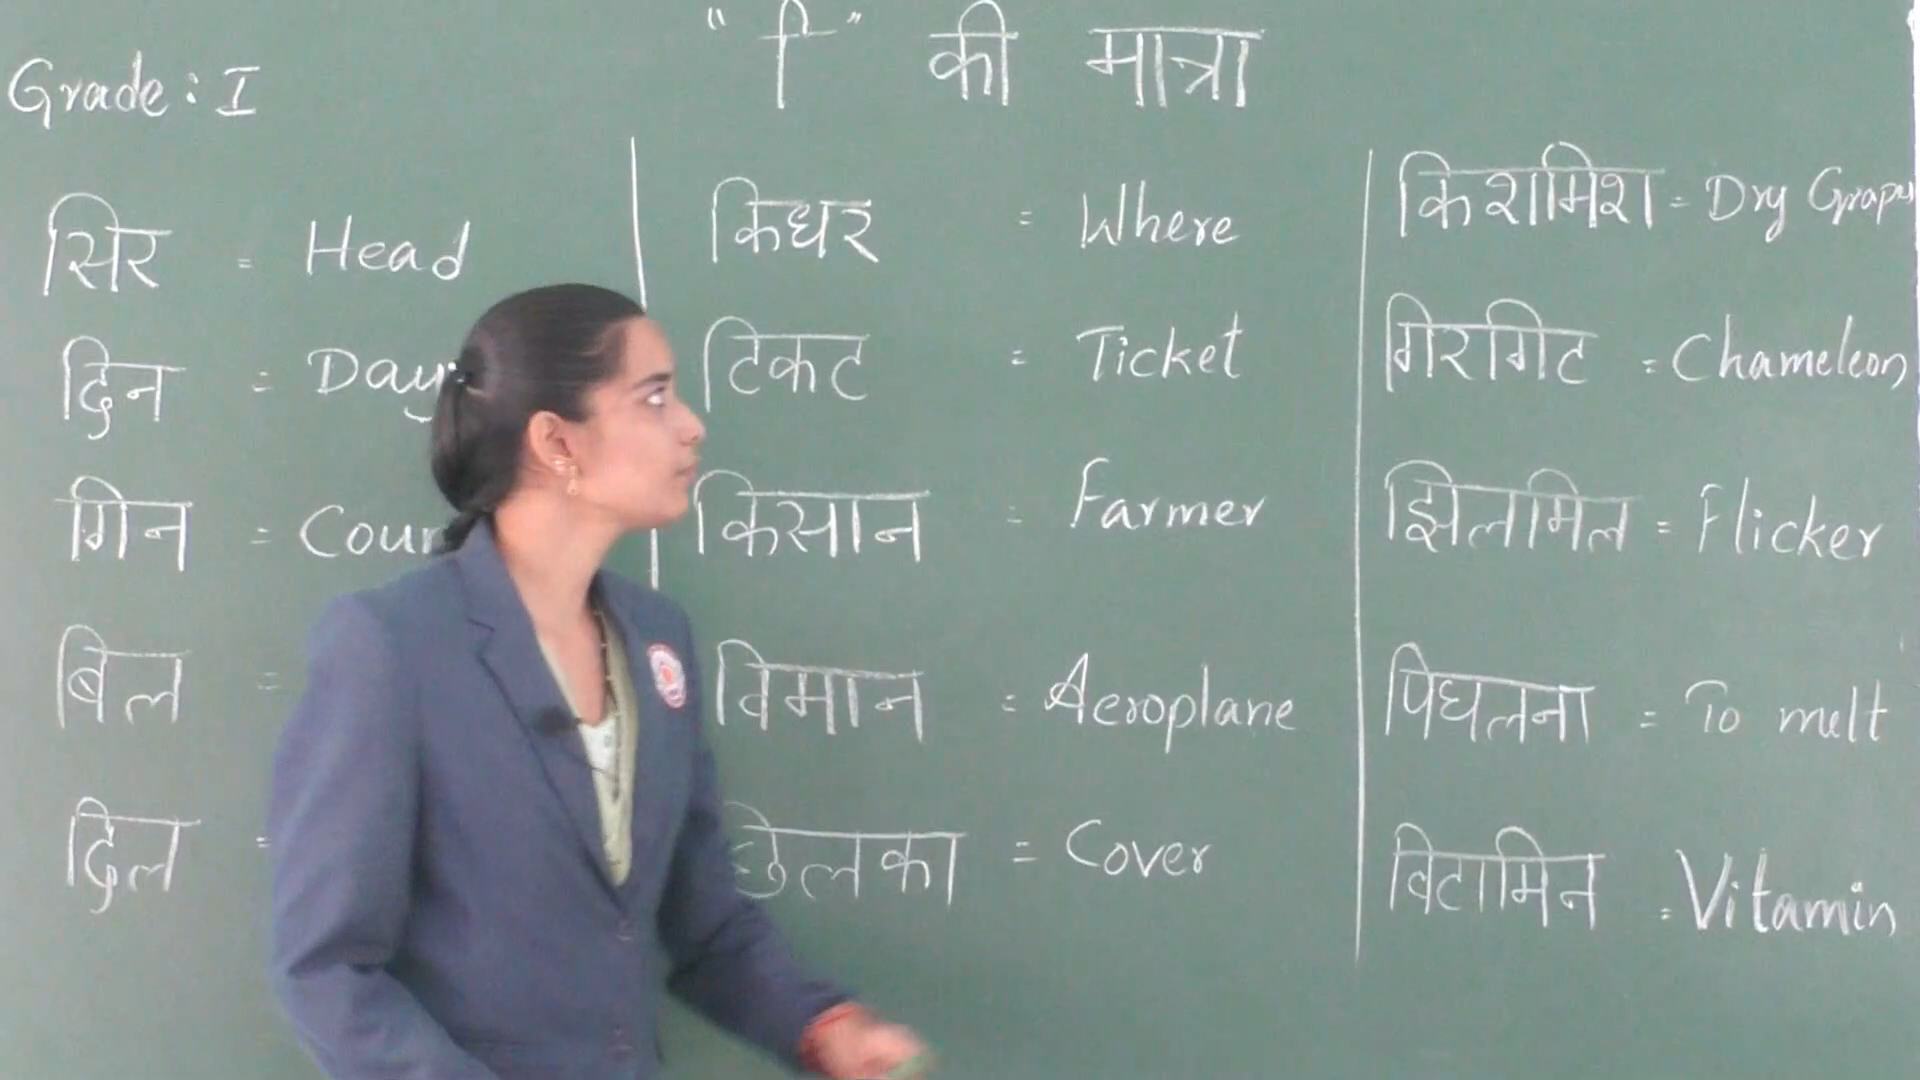 Grade : I
"ि" की मात्रा
सिर = Head
दिन = Day
गिन =
बिल =
दिल =
किधर = Where
टिकट = Ticket
किसान = Farmer
विमान = Aeroplane
छिलका = Cover
किशमिश = Dry Grapes
गिरगिट = Chameleon
झिलमिल = Flicker
पिघलना = To melt
विटामिन = Vitamin